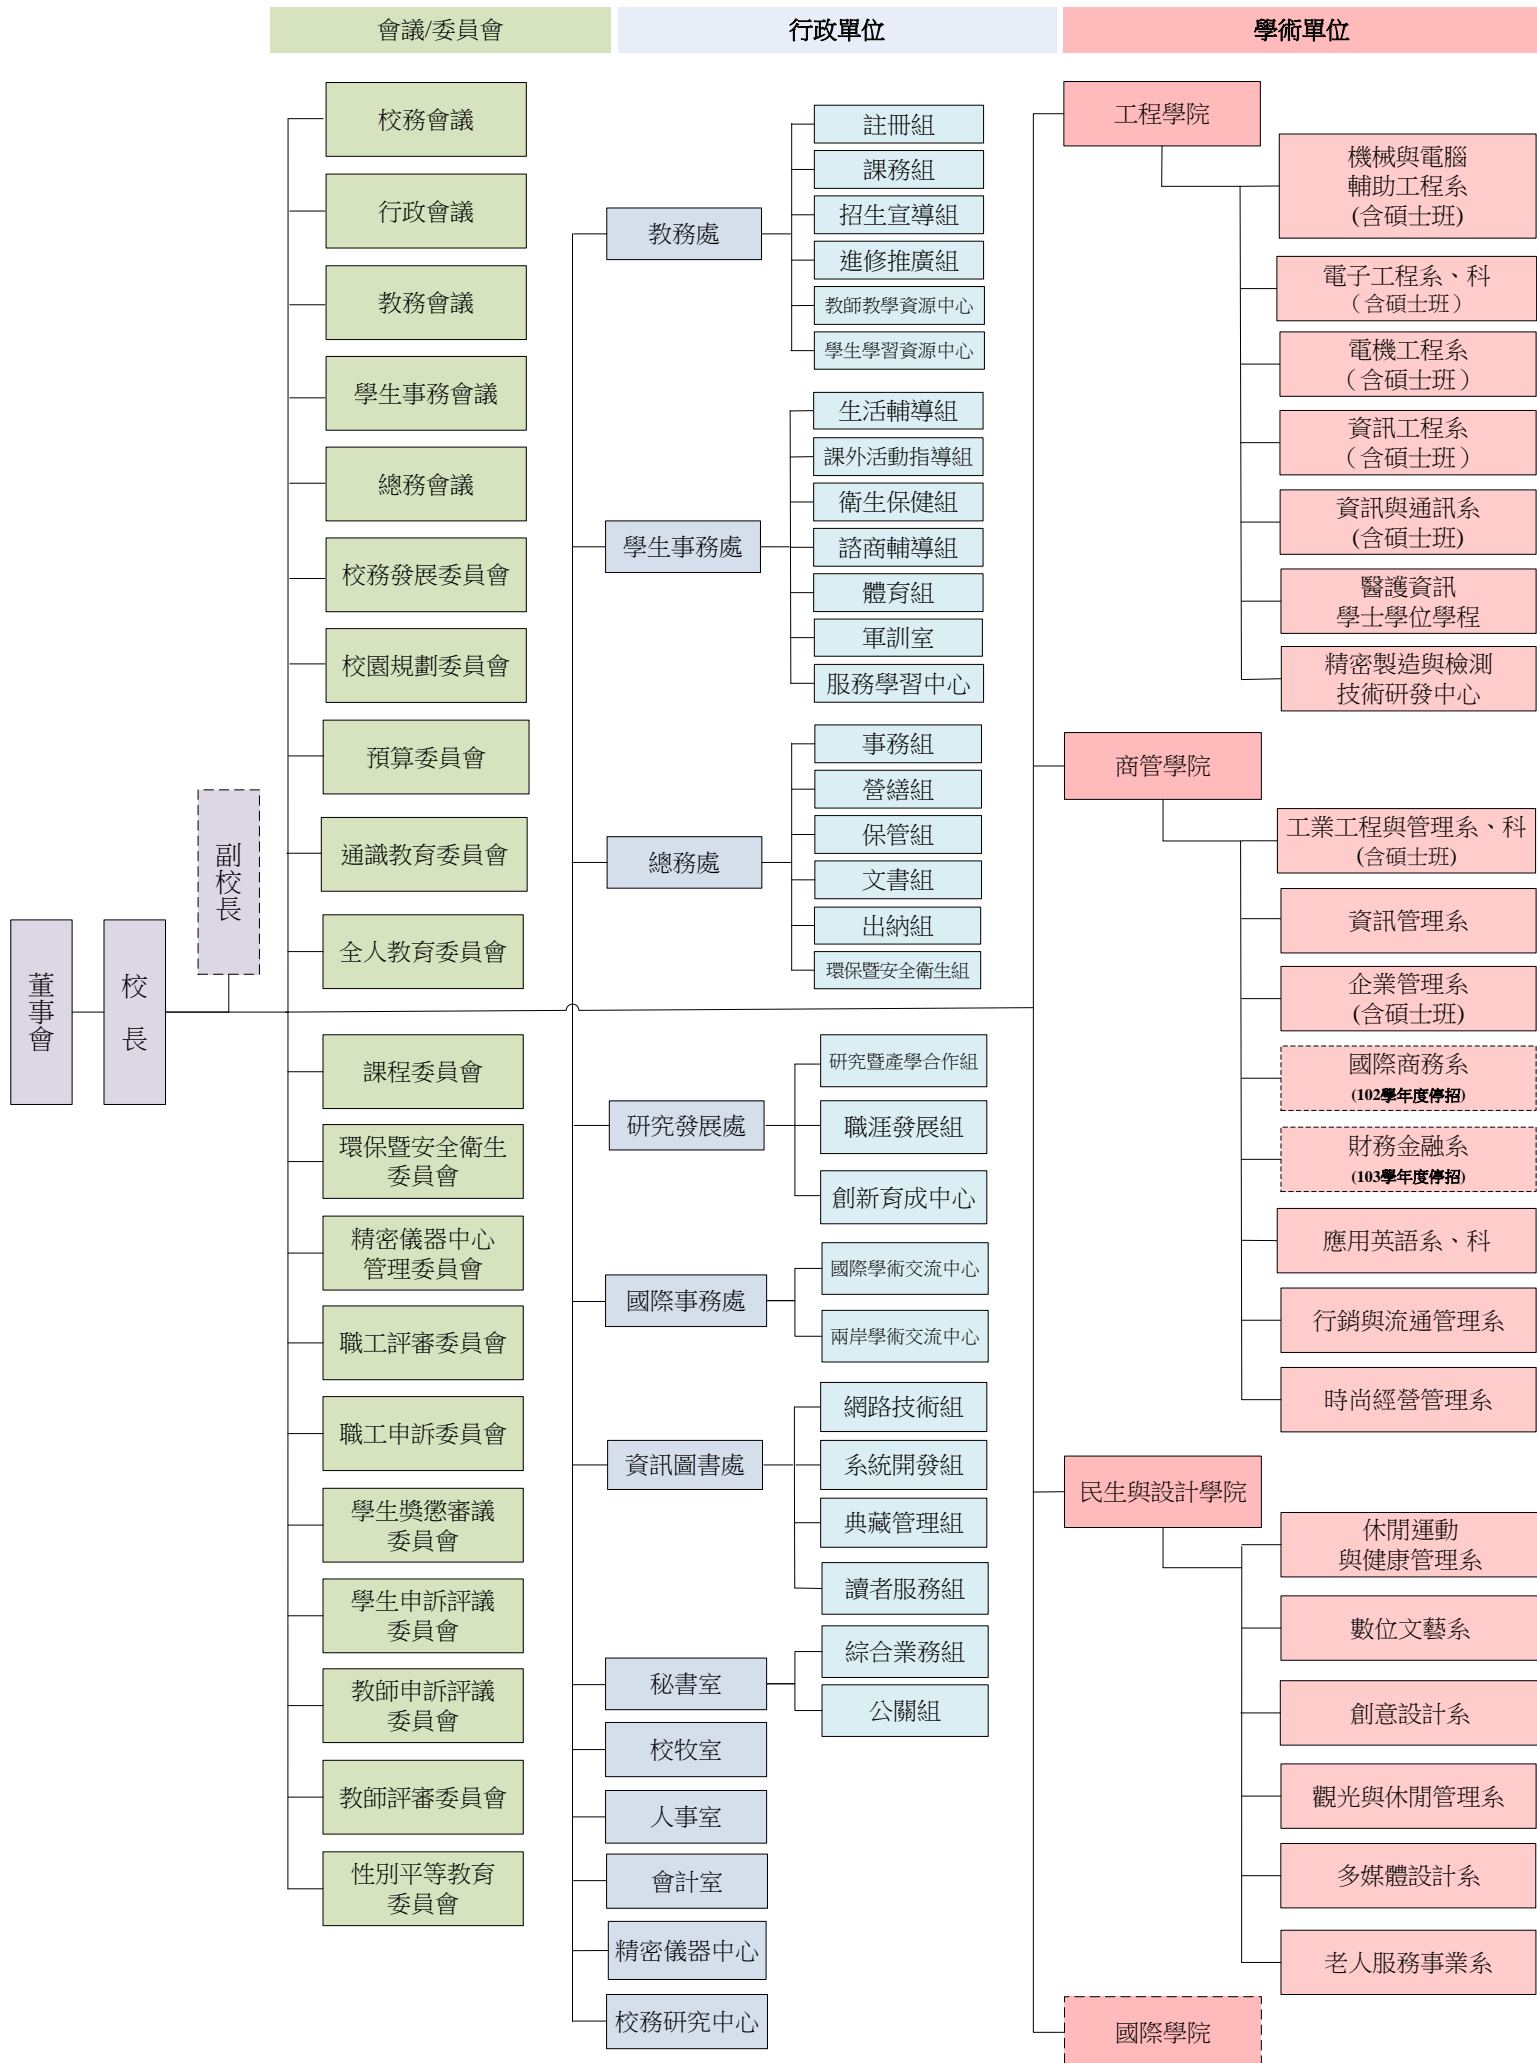 會議/委員會
行政單位
學術單位
董事會
校長
副校長
校務會議
行政會議
教務會議
學生事務會議
總務會議
校務發展委員會
校園規劃委員會
預算委員會
通識教育委員會
全人教育委員會
課程委員會
環保暨安全衛生
委員會
精密儀器中心
管理委員會
職工評審委員會
職工申訴委員會
學生獎懲審議
委員會
學生申訴評議
委員會
教師申訴評議
委員會
教師評審委員會
性別平等教育
委員會
教務處
註冊組
課務組
招生宣導組
進修推廣組
教師教學資源中心
學生學習資源中心
學生事務處
生活輔導組
課外活動指導組
衛生保健組
諮商輔導組
體育組
軍訓室
服務學習中心
總務處
事務組
營繕組
保管組
文書組
出納組
環保暨安全衛生組
研究發展處
研究暨產學合作組
職涯發展組
創新育成中心
國際事務處
國際學術交流中心
兩岸學術交流中心
資訊圖書處
網路技術組
系統開發組
典藏管理組
讀者服務組
秘書室
綜合業務組
公關組
校牧室
人事室
會計室
精密儀器中心
校務研究中心
工程學院
機械與電腦
輔助工程系
(含碩士班)
電子工程系、科
（含碩士班）
電機工程系
（含碩士班）
資訊工程系
（含碩士班）
資訊與通訊系
(含碩士班)
醫護資訊
學士學位學程
精密製造與檢測
技術研發中心
商管學院
工業工程與管理系、科
(含碩士班)
資訊管理系
企業管理系
(含碩士班)
國際商務系
(102學年度停招)
財務金融系
(103學年度停招)
應用英語系、科
行銷與流通管理系
時尚經營管理系
民生與設計學院
休閒運動
與健康管理系
數位文藝系
創意設計系
觀光與休閒管理系
多媒體設計系
老人服務事業系
國際學院